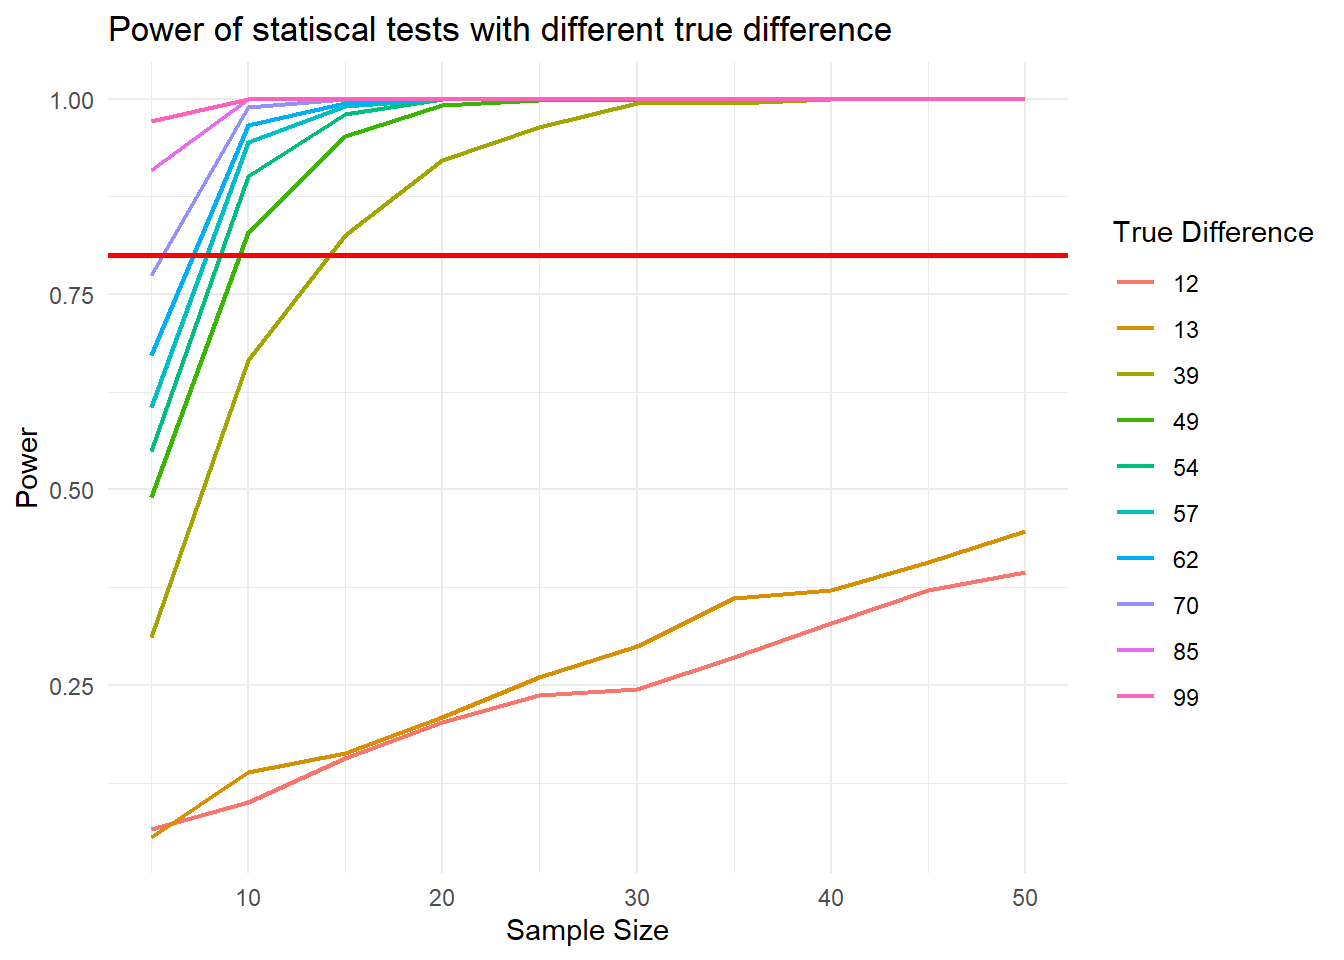 Power of statiscal tests with different true difference
1.00
0.75
0.50
0.25
Power
10 20 30 40 50
Sample Size
True Difference
12
13
39
49
54
57
62
70
85
99